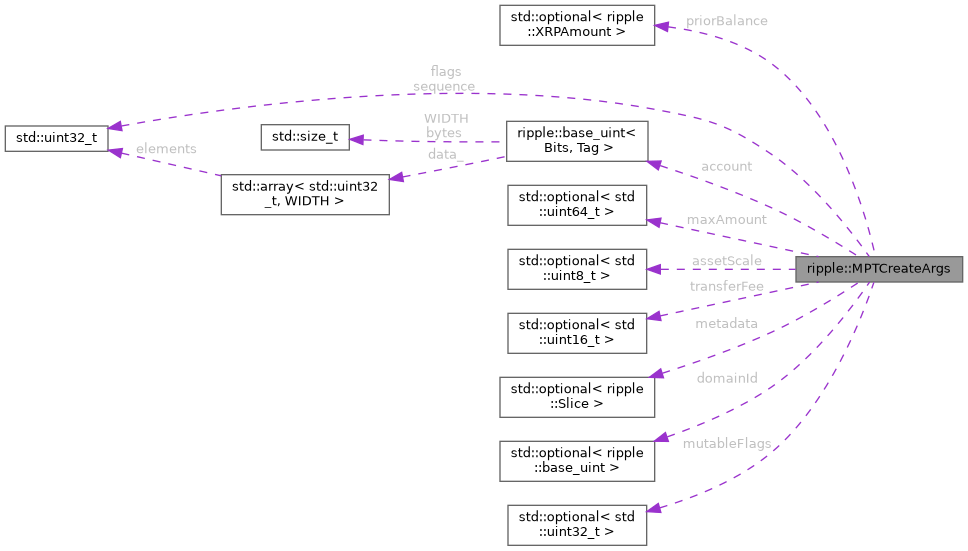 std::optional< ripple
::XRPAmount >
priorBalance
flags
sequence
std::uint32_t
std::size_t
WIDTH
bytes
ripple::base_uint<
Bits, Tag >
elements
data_
account
std::array< std::uint32
_t, WIDTH >
std::optional< std
::uint64_t >
maxAmount
std::optional< std
::uint8_t >
assetScale
ripple::MPTCreateArgs
transferFee
std::optional< std
::uint16_t >
metadata
std::optional< ripple
::Slice >
domainId
std::optional< ripple
::base_uint >
mutableFlags
std::optional< std
::uint32_t >